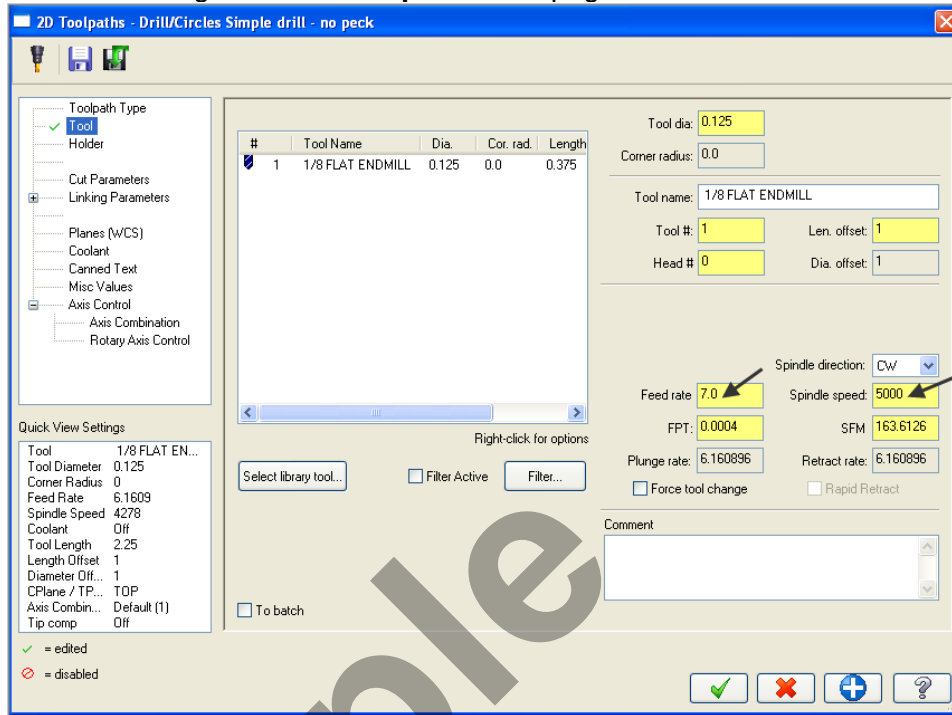 2D Toolpaths - Drill/Circles Simple drill - no peck
Toolpath Type
Tool
Holder
Cut Parameters
Linking Parameters
Planes (WCS)
Coolant
Canned Text
Misc Values
Axis Control
Axis Combination
Rotary Axis Control
Quick View Settings
Tool 1/8 FLAT EN...
Tool Diameter 0.125
Corner Radius 0
Feed Rate 6.1609
Spindle Speed 4278
Coolant Off
Tool Length 2.25
Length Offset 1
Diameter Off... 1
CPlane / TP... TOP
Axis Combin... Default (1)
Tip comp Off
= edited
= disabled
# Tool Name Dia. Cor. rad. Length
1 1/8 FLAT ENDMILL 0.125 0.0 0.375
Right-click for options
Select library tool... Filter Active Filter...
To batch
Tool dia: 0.125
Corner radius: 0.0
Tool name: 1/8 FLAT ENDMILL
Tool #: 1 Len. offset: 1
Head # 0 Dia. offset: 1
Spindle direction: CW
Feed rate 7.0 Spindle speed: 5000
FPT: 0.0004 SFM 163.6126
Plunge rate: 6.160896 Retract rate: 6.160896
Force tool change Rapid Retract
Comment